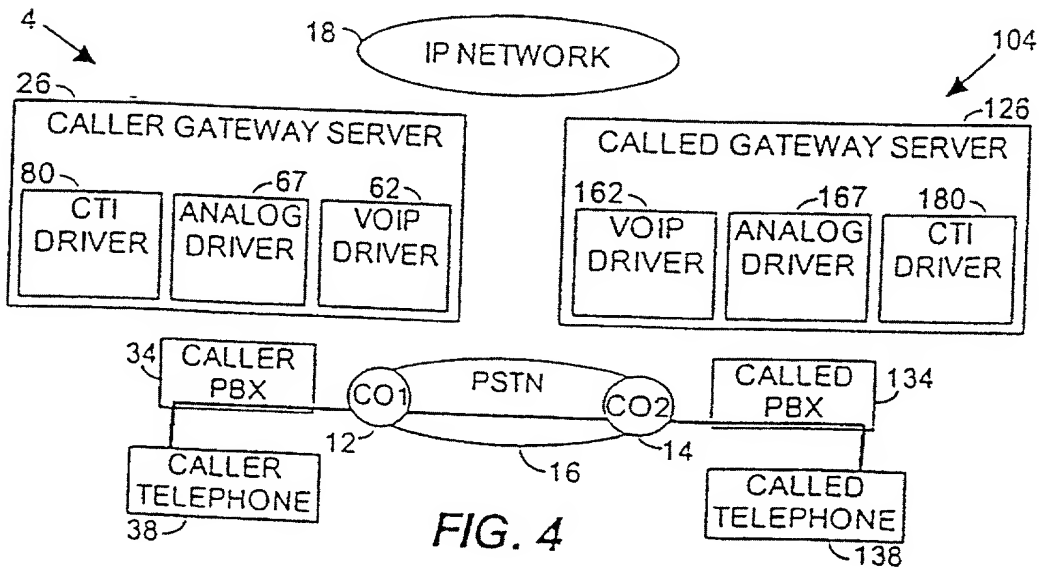 4
18
IP NETWORK
104
26
CALLER GATEWAY SERVER
80
CTI
DRIVER
67
ANALOG
DRIVER
62
VOIP
DRIVER
126
CALLED GATEWAY SERVER
162
VOIP
DRIVER
167
ANALOG
DRIVER
180
CTI
DRIVER
34
CALLER
PBX
CO1
PSTN
CO2
CALLED
PBX
134
12
16
14
CALLER
TELEPHONE
38
CALLED
TELEPHONE
138
FIG. 4